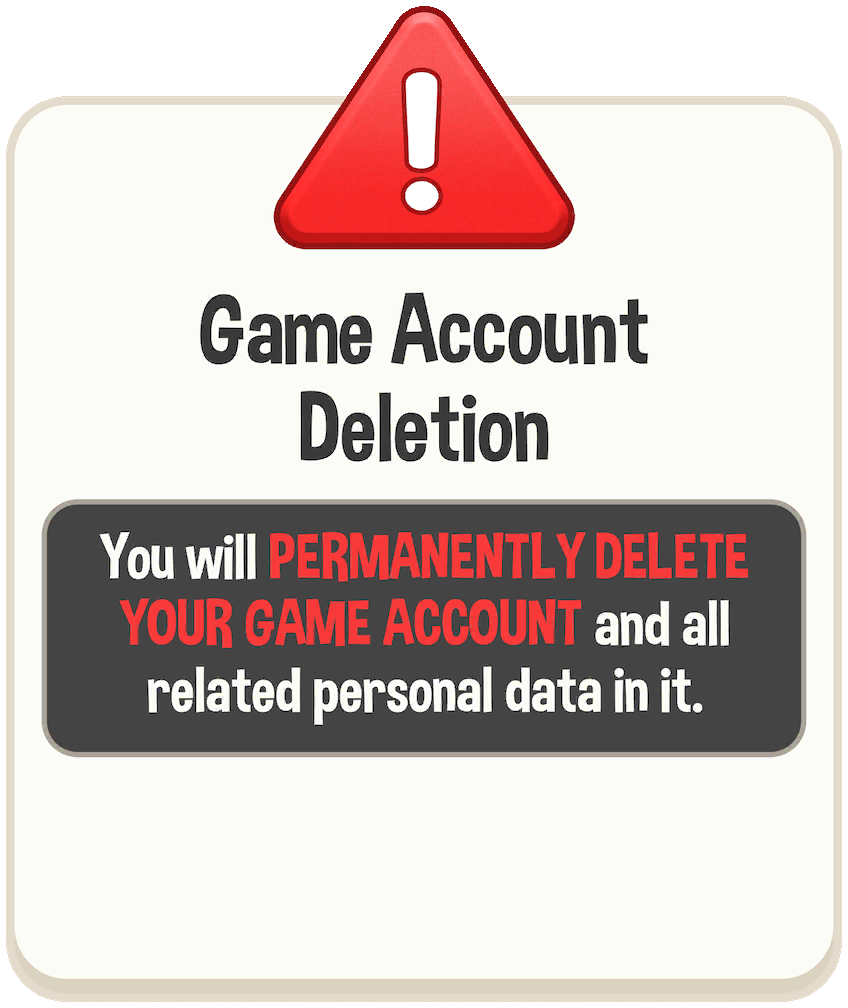 Game Account
Deletion
You will PERMANENTLY DELETE
YOUR GAME ACCOUNT and all
related personal data in it.